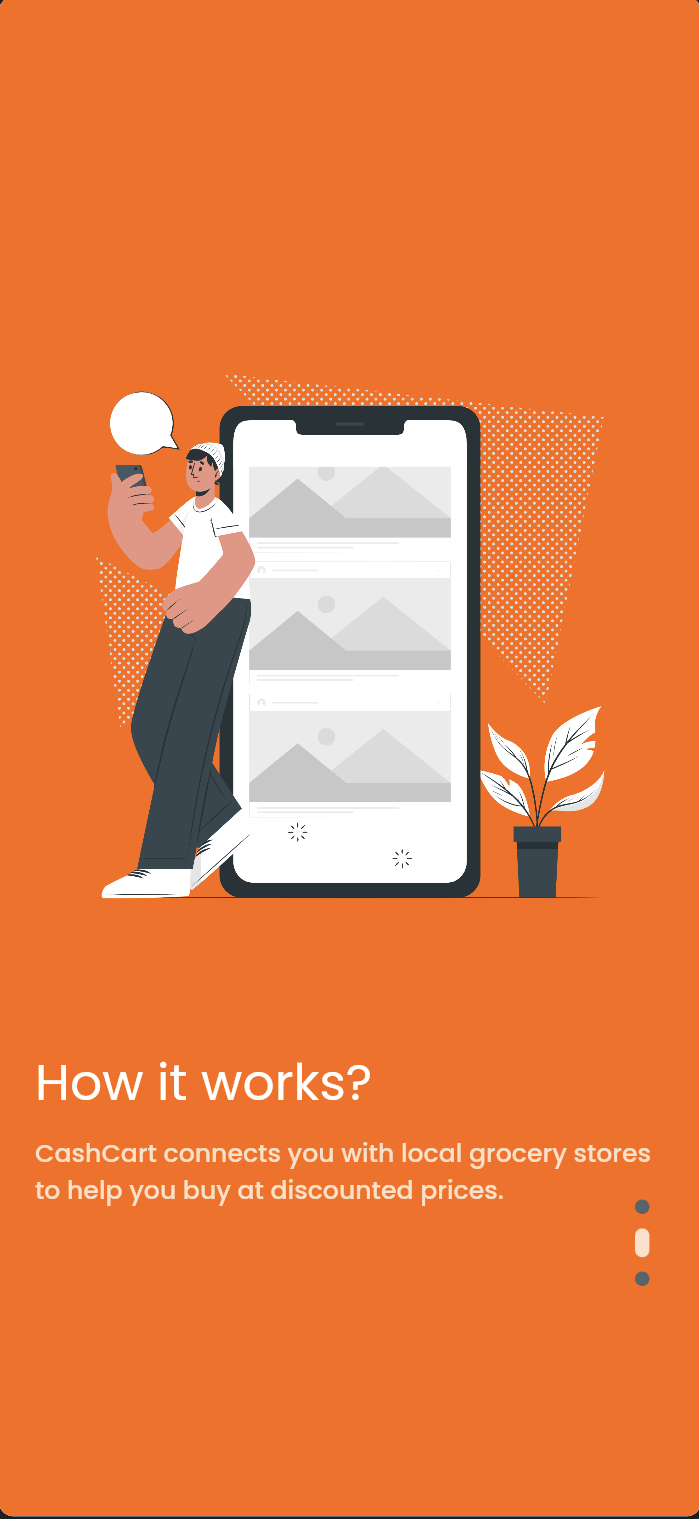 How it works?
CashCart connects you with local grocery stores
to help you buy at discounted prices.